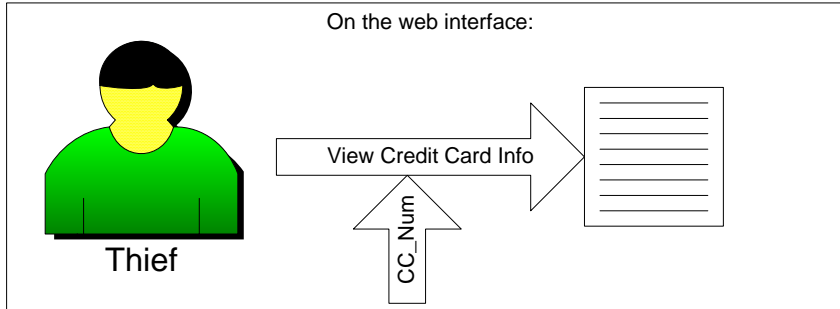 On the web interface:
View Credit Card Info
CC_Num
Thief